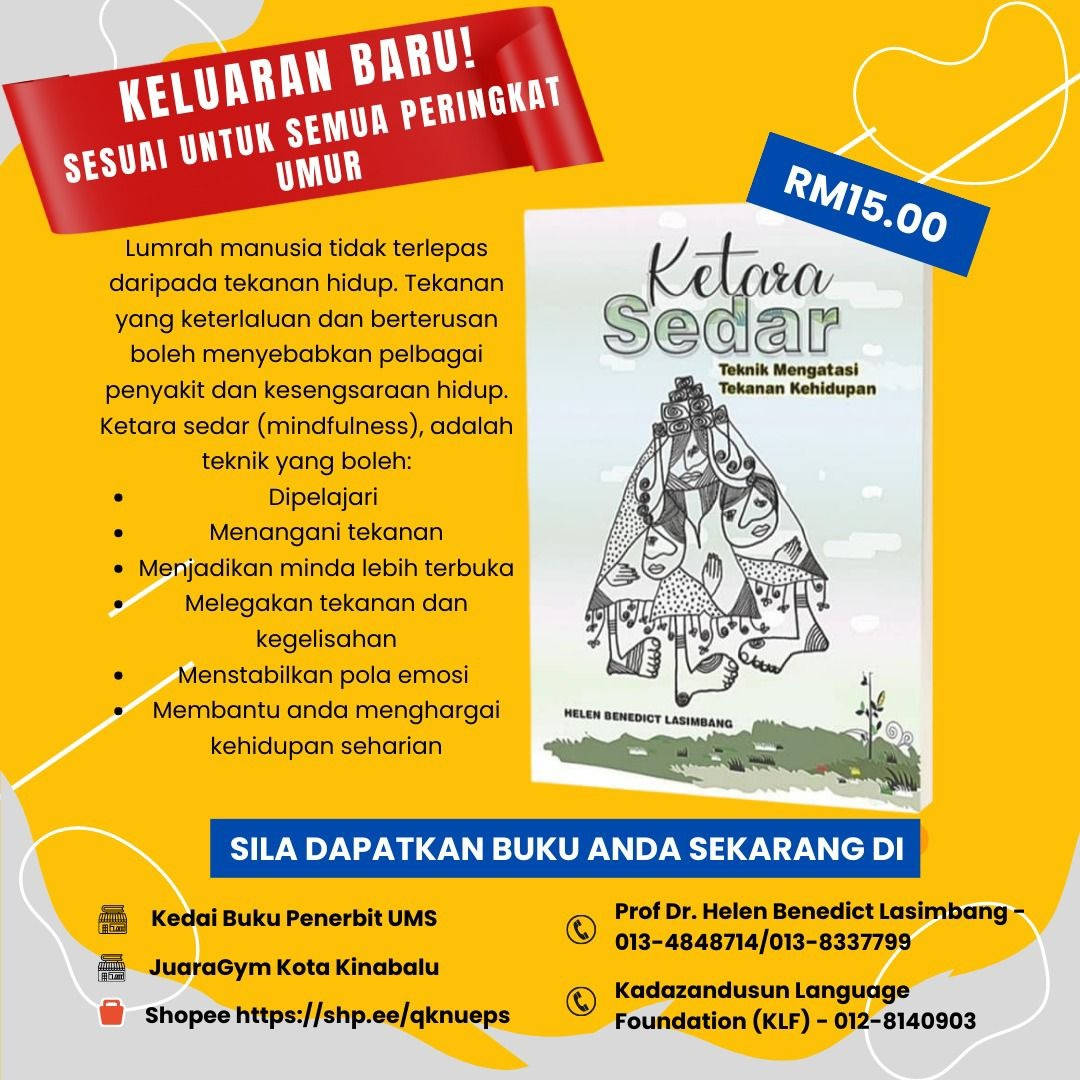 KELUARAN BARU!
SESUAI UNTUK SEMUA PERINGKAT
UMUR
RM15.00
Lumrah manusia tidak terlepas
daripada tekanan hidup. Tekanan
yang keterlaluan dan berterusan
boleh menyebabkan pelbagai
penyakit dan kesengsaraan hidup.
Ketara sedar (mindfulness), adalah
teknik yang boleh:
• Dipelajari
• Menangani tekanan
• Menjadikan minda lebih terbuka
• Melegakan tekanan dan
kegelisahan
• Menstabilkan pola emosi
• Membantu anda menghargai
kehidupan seharian
Ketara
Sedar
Teknik Mengatasi
Tekanan Kehidupan
HELEN BENEDICT LASIMBANG
SILA DAPATKAN BUKU ANDA SEKARANG DI
Kedai Buku Penerbit UMS
JuaraGym Kota Kinabalu
Shopee https://shp.ee/qknueps
Prof Dr. Helen Benedict Lasimbang -
013-4848714/013-8337799
Kadazandusun Language
Foundation (KLF) - 012-8140903